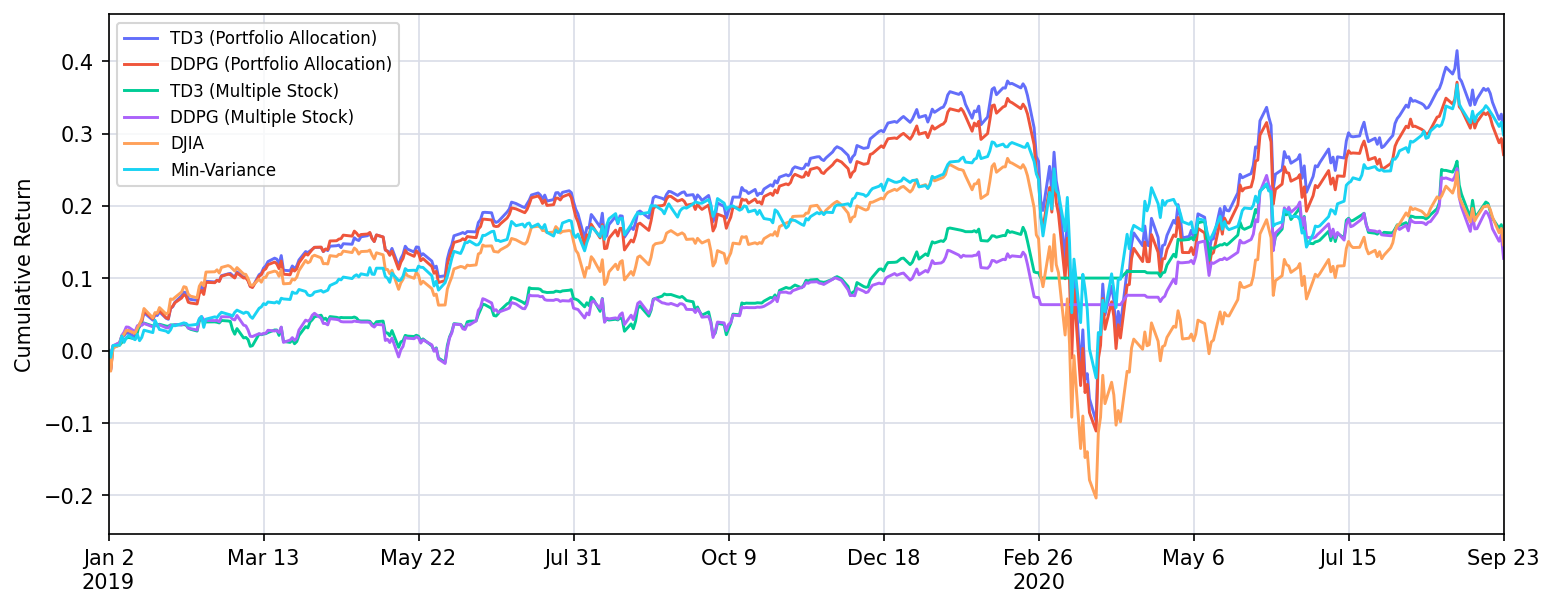 TD3 (Portfolio Allocation)
DDPG (Portfolio Allocation)
TD3 (Multiple Stock)
DDPG (Multiple Stock)
DJIA
Min-Variance
Cumulative Return
0.4
0.3
0.2
0.1
0.0
−0.1
−0.2
Jan 2 Mar 13 May 22 Jul 31 Oct 9 Dec 18 Feb 26 May 6 Jul 15 Sep 23
2019 2020